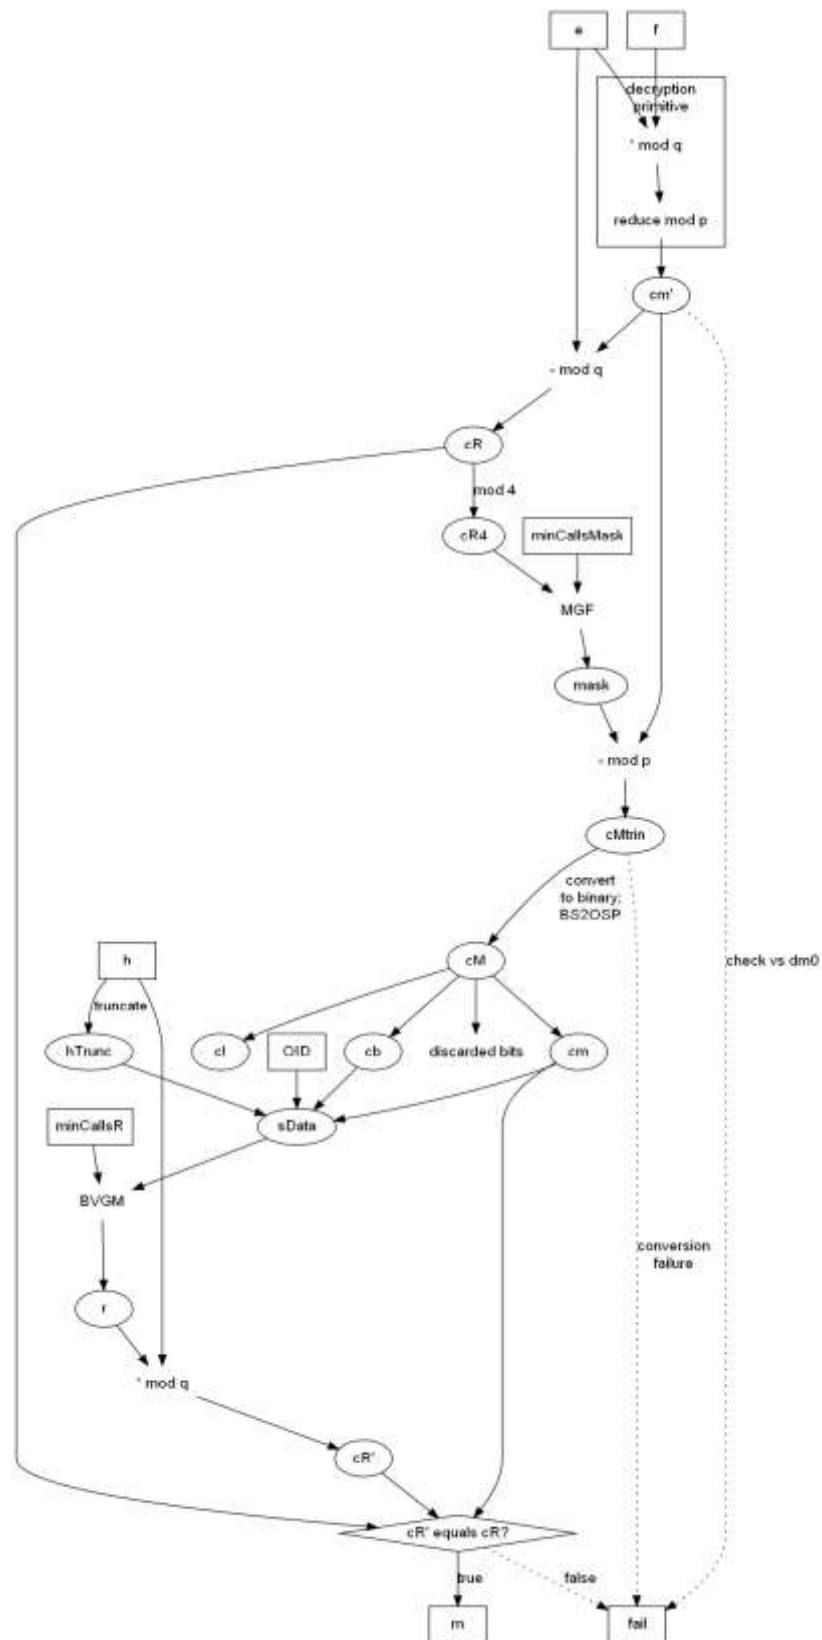 e
f
decryption
primitive
* mod q
reduce mod p
cm'
- mod q
cR
mod 4
cR4
minCallsMask
MGF
mask
- mod p
cMtrin
convert
to binary;
BS2OSP
h
cM
check vs dm0
truncate
hTrunc
cl
OID
cb
discarded bits
cm
minCallsR
sData
BVGM
conversion
failure
r
* mod q
cR'
cR' equals cR?
true
false
m
fail